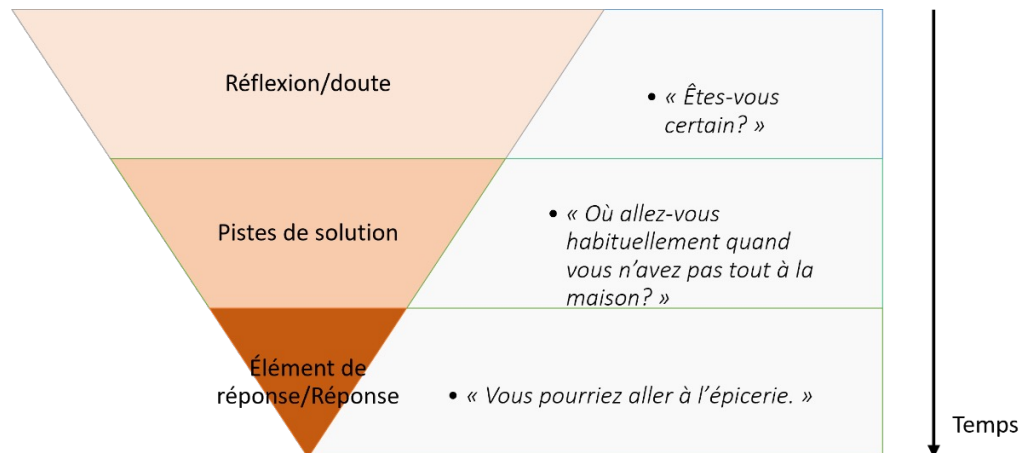 Réflexion/doute
• « Êtes-vous
certain? »
Pistes de solution
• « Où allez-vous
habituellement quand
vous n’avez pas tout à la
maison? »
Élément de
réponse/Réponse
• « Vous pourriez aller à l’épicerie. »
Temps